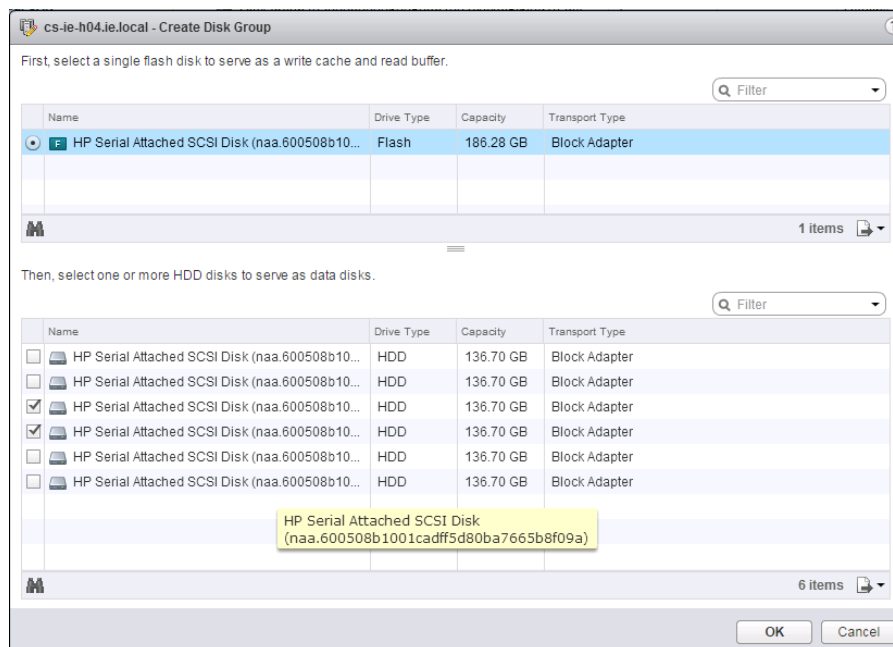 cs-ie-h04.ie.local - Create Disk Group
First, select a single flash disk to serve as a write cache and read buffer.
Filter
Name Drive Type Capacity Transport Type
F HP Serial Attached SCSI Disk (naa.600508b10... Flash 186.28 GB Block Adapter
1 items
Then, select one or more HDD disks to serve as data disks.
Filter
Name Drive Type Capacity Transport Type
HP Serial Attached SCSI Disk (naa.600508b10... HDD 136.70 GB Block Adapter
HP Serial Attached SCSI Disk (naa.600508b10... HDD 136.70 GB Block Adapter
HP Serial Attached SCSI Disk (naa.600508b10... HDD 136.70 GB Block Adapter
HP Serial Attached SCSI Disk (naa.600508b10... HDD 136.70 GB Block Adapter
HP Serial Attached SCSI Disk (naa.600508b10... HDD 136.70 GB Block Adapter
HP Serial Attached SCSI Disk (naa.600508b10... HDD 136.70 GB Block Adapter
HP Serial Attached SCSI Disk
(naa.600508b1001cadff5d80ba7665b8f09a)
6 items
OK Cancel